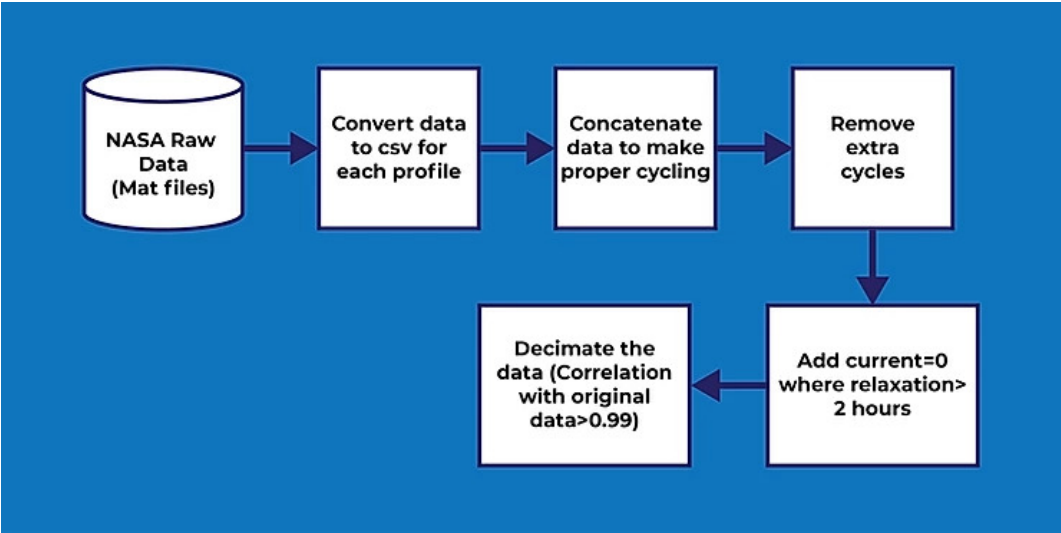 NASA Raw
Data
(Mat files)
Convert data
to csv for
each profile
Concatenate
data to make
proper cycling
Remove
extra
cycles
Add current=0
where relaxation>
2 hours
Decimate the
data (Correlation
with original
data>0.99)